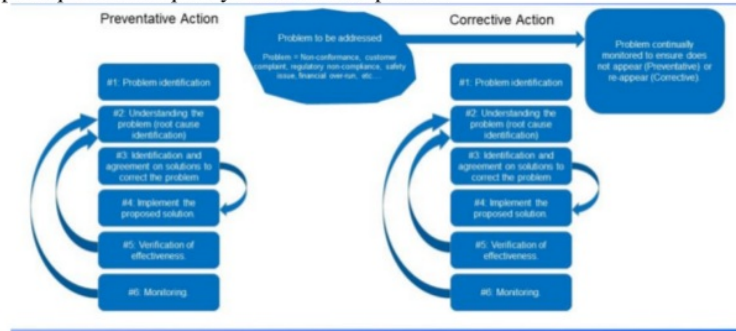 Preventative Action
#1: Problem identification
#2: Understanding the
problem (root cause
identification)
#3: Identification and
agreement on solutions to
correct the problem
#4: Implement the
proposed solution.
#5: Verification of
effectiveness.
#6: Monitoring.
Problem to be addressed
Problem = Non-conformance, customer
complaint, regulatory non-compliance, safety
issue, financial over-run, etc...
Corrective Action
#1: Problem identification
#2: Understanding the
problem (root cause
identification)
#3: Identification and
agreement on solutions to
correct the problem
#4: Implement the
proposed solution.
#5: Verification of
effectiveness.
#6: Monitoring.
Problem continually
monitored to ensure does
not appear (Preventative) or
re-appear (Corrective)